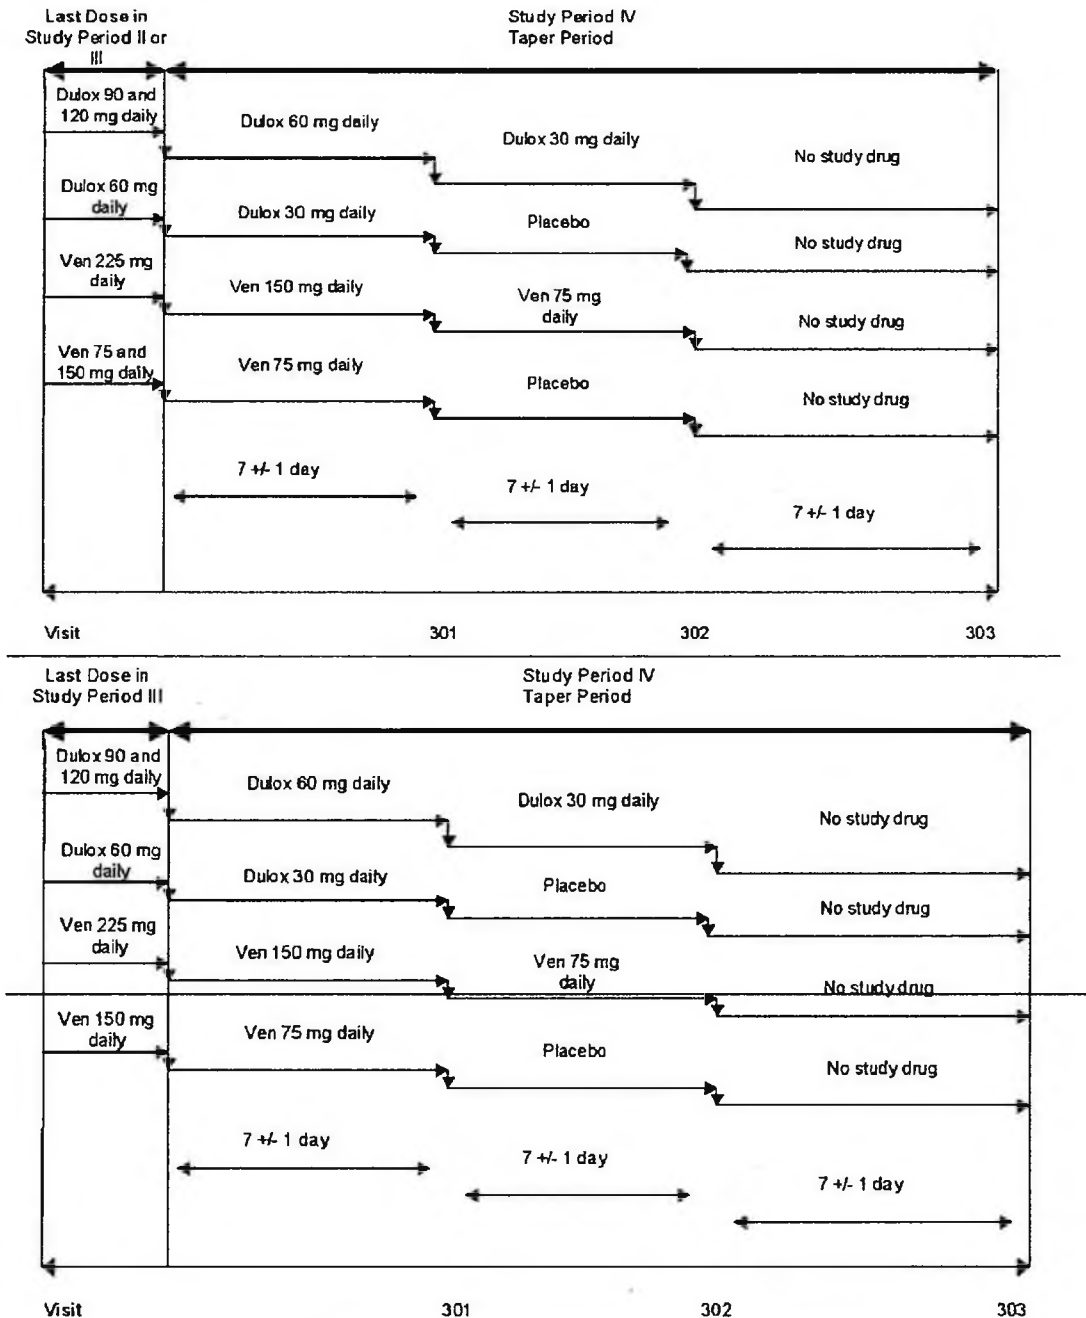 Last Dose in
Study Period II or
III
Study Period IV
Taper Period
Dulox 90 and
120 mg daily
Dulox 60 mg daily
Dulox 30 mg daily
No study drug
Dulox 60 mg
daily
Dulox 30 mg daily
Placebo
No study drug
Ven 225 mg
daily
Ven 150 mg daily
Ven 75 mg
daily
No study drug
Ven 75 and
150 mg daily
Ven 75 mg daily
Placebo
No study drug
7 +/- 1 day
7 +/- 1 day
7 +/- 1 day
Visit 301 302 303
Last Dose in
Study Period III
Study Period IV
Taper Period
Dulox 90 and
120 mg daily
Dulox 60 mg daily
Dulox 30 mg daily
No study drug
Dulox 60 mg
daily
Dulox 30 mg daily
Placebo
No study drug
Ven 225 mg
daily
Ven 150 mg daily
Ven 75 mg
daily
No study drug
Ven 150 mg
daily
Ven 75 mg daily
Placebo
No study drug
7 +/- 1 day
7 +/- 1 day
7 +/- 1 day
Visit 301 302 303